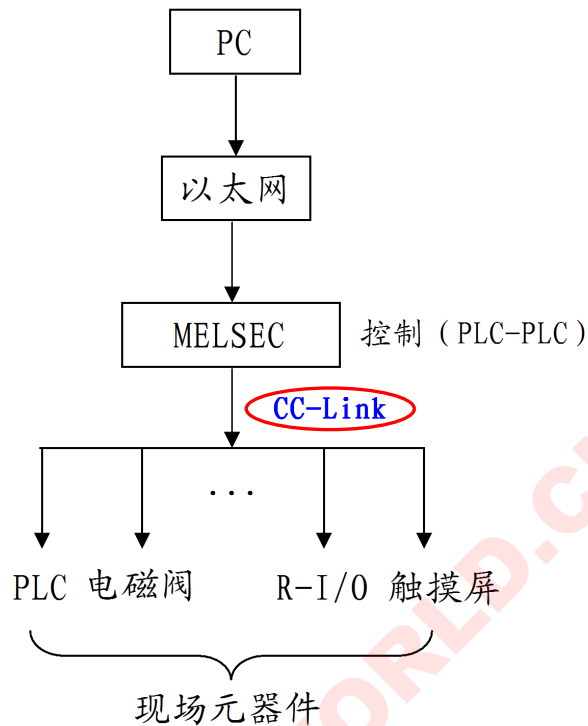 PC
以太网
MELSEC
控制（PLC-PLC）
CC-Link
...
PLC 电磁阀 R-I/O 触摸屏
现场元器件